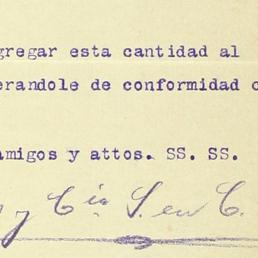 gregar esta cantidad al
erandole de conformidad
amigos y attos. SS. SS.
y Cía S. en C.